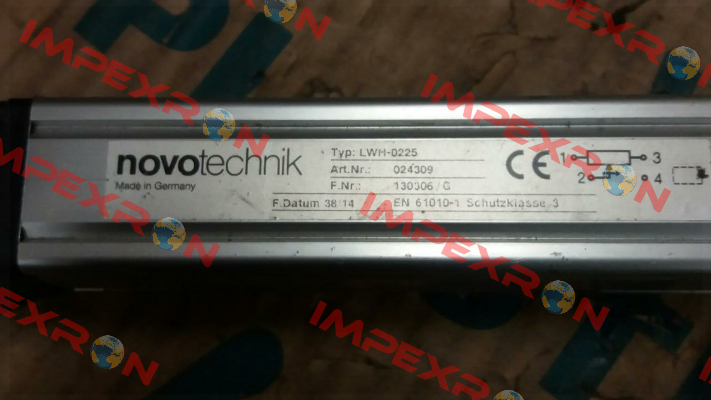 IMPEXRON
IMPEXRON
IMPEXRON
novotechnik
Made in Germany
Typ: LWH-0225
Art.Nr.: 024309
F.Nr.: 130306/G
F.Datum 38/14 EN 61010-1 Schutzklasse 3
CE
1 3
2 4
IMPEXRON
IMPEXRON
IMPEXRON